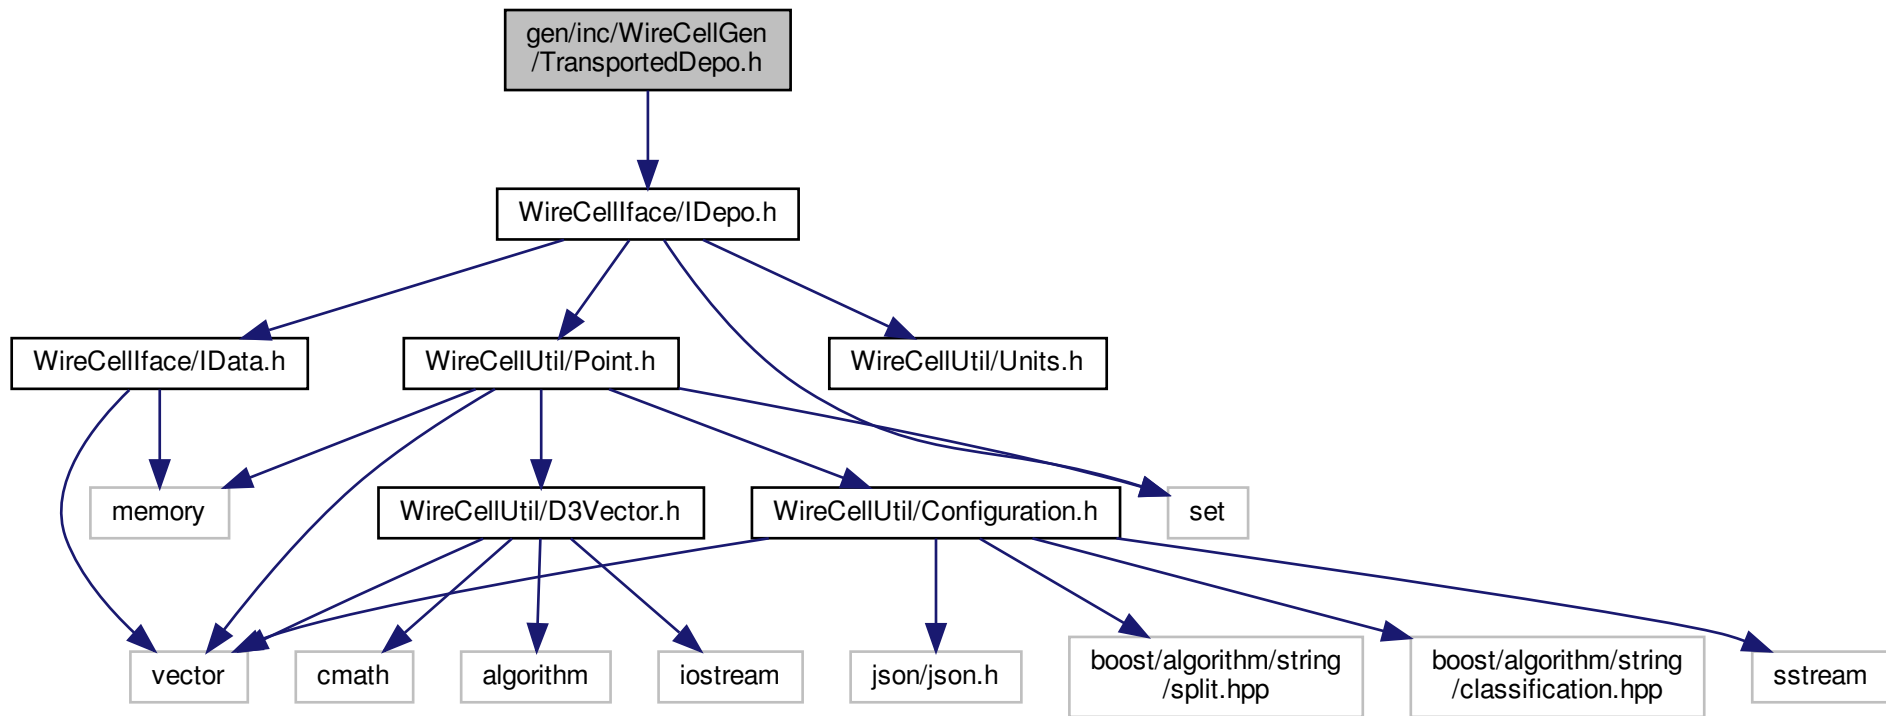 gen/inc/WireCellGen
/TransportedDepo.h
WireCellIface/IDepo.h
WireCellIface/IData.h
WireCellUtil/Point.h
WireCellUtil/Units.h
memory
WireCellUtil/D3Vector.h
WireCellUtil/Configuration.h
set
vector
cmath
algorithm
iostream
json/json.h
boost/algorithm/string
/split.hpp
boost/algorithm/string
/classification.hpp
sstream